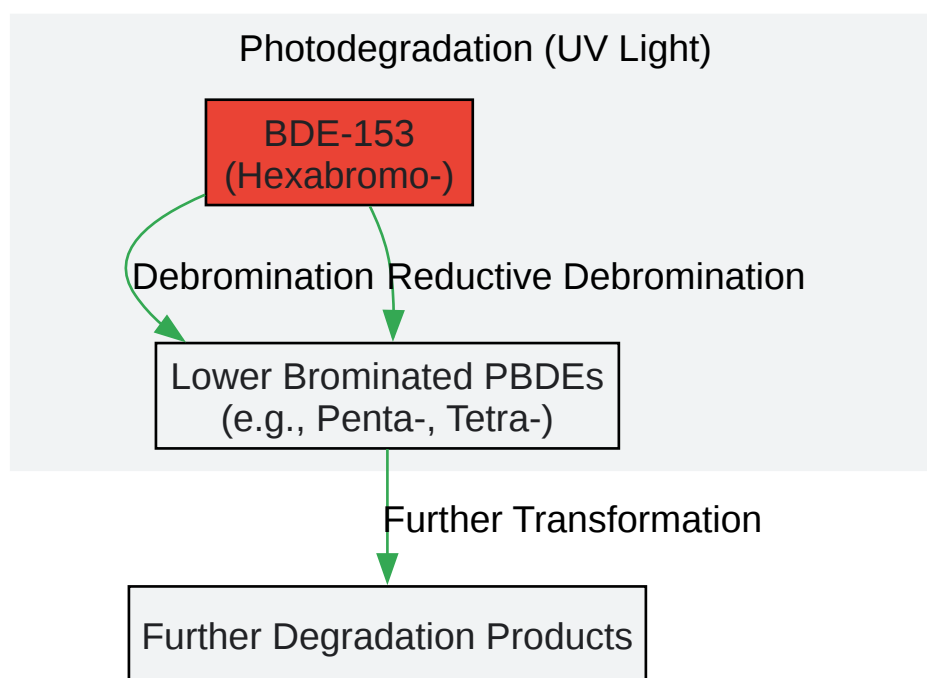 Photodegradation (UV Light)
BDE-153
(Hexabromo-)
Debromination Reductive Debromination
Lower Brominated PBDEs
(e.g., Penta-, Tetra-)
Further Transformation
Further Degradation Products